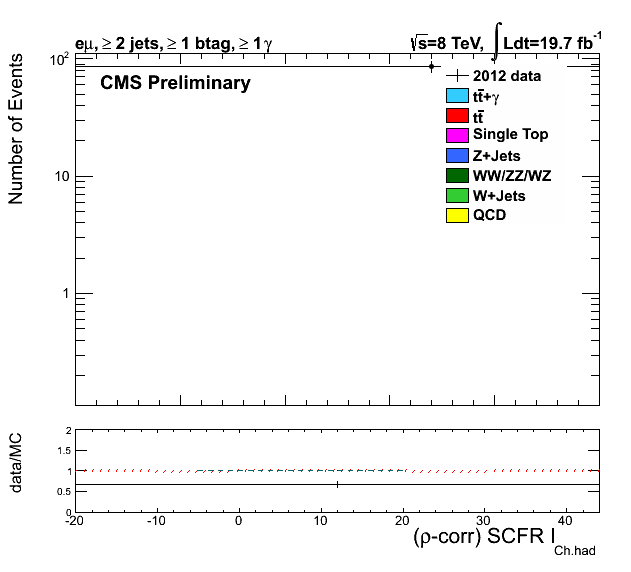 eμ, ≥ 2 jets, ≥ 1 btag, ≥ 1 γ
√s=8 TeV, ∫Ldt=19.7 fb⁻¹
CMS Preliminary
2012 data
tt̄+γ
tt̄
Single Top
Z+Jets
WW/ZZ/WZ
W+Jets
QCD
Number of Events
10²
10
1
data/MC
2
1.5
1
0.5
0
-20 -10 0 10 20 30 40
(ρ-corr) SCFR I Ch.had